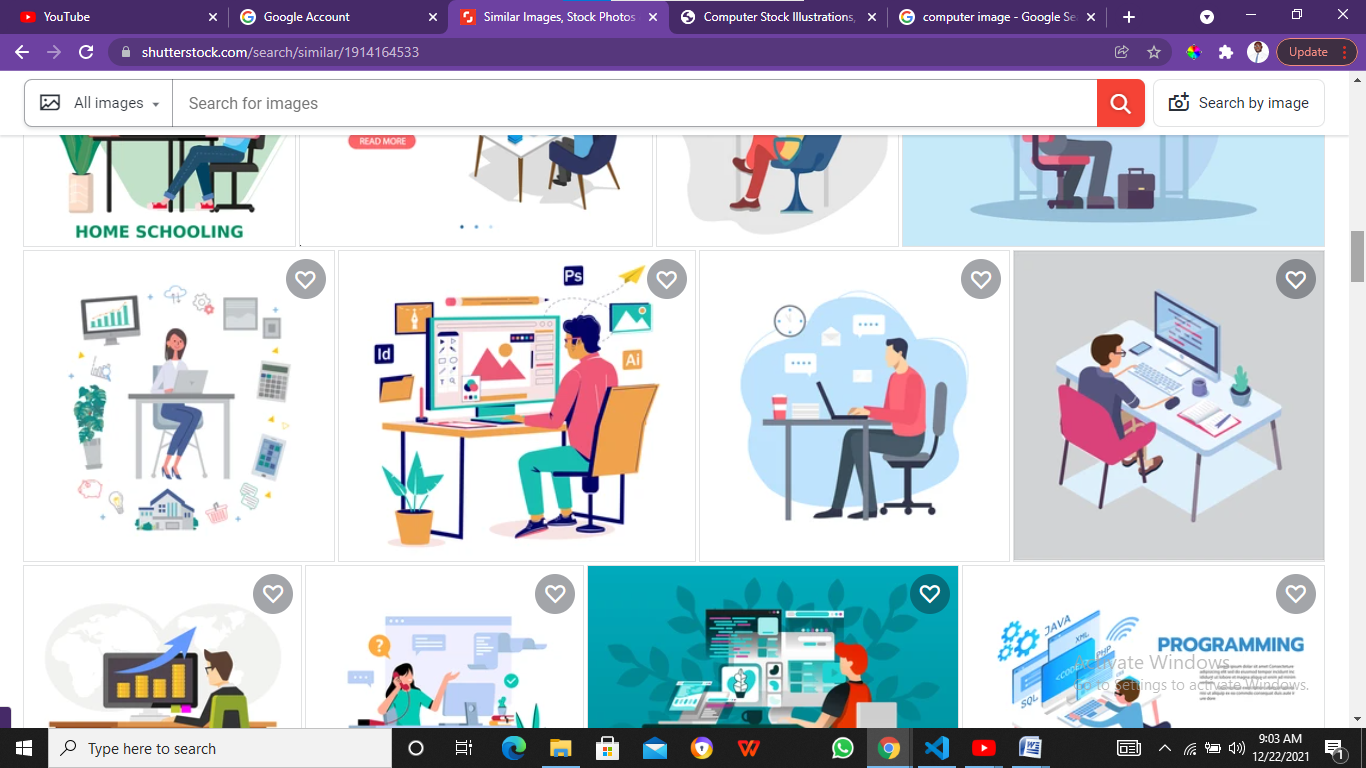 YouTube
Google Account
Similar Images, Stock Photos
Computer Stock Illustrations,
computer image - Google Se
shutterstock.com/search/similar/1914164533
Update
All images
Search for images
Search by image
READ MORE
HOME SCHOOLING
Ps
Id
Ai
T
?
JAVA
XML
PHP
<CODE
SQL
PROGRAMMING
Activate Windows
Go to Settings to activate Windows.
Type here to search
W
9:03 AM
12/22/2021
1